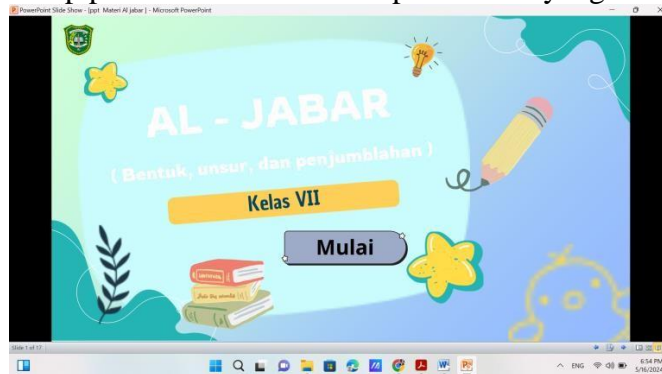 PowerPoint Slide Show - [ppt Materi Al jabar ] - Microsoft PowerPoint
AL - JABAR
( Bentuk, unsur, dan penjumblahan )
Kelas VII
Mulai
Slide 1 of 17
ENG
6:54 PM
5/16/2024